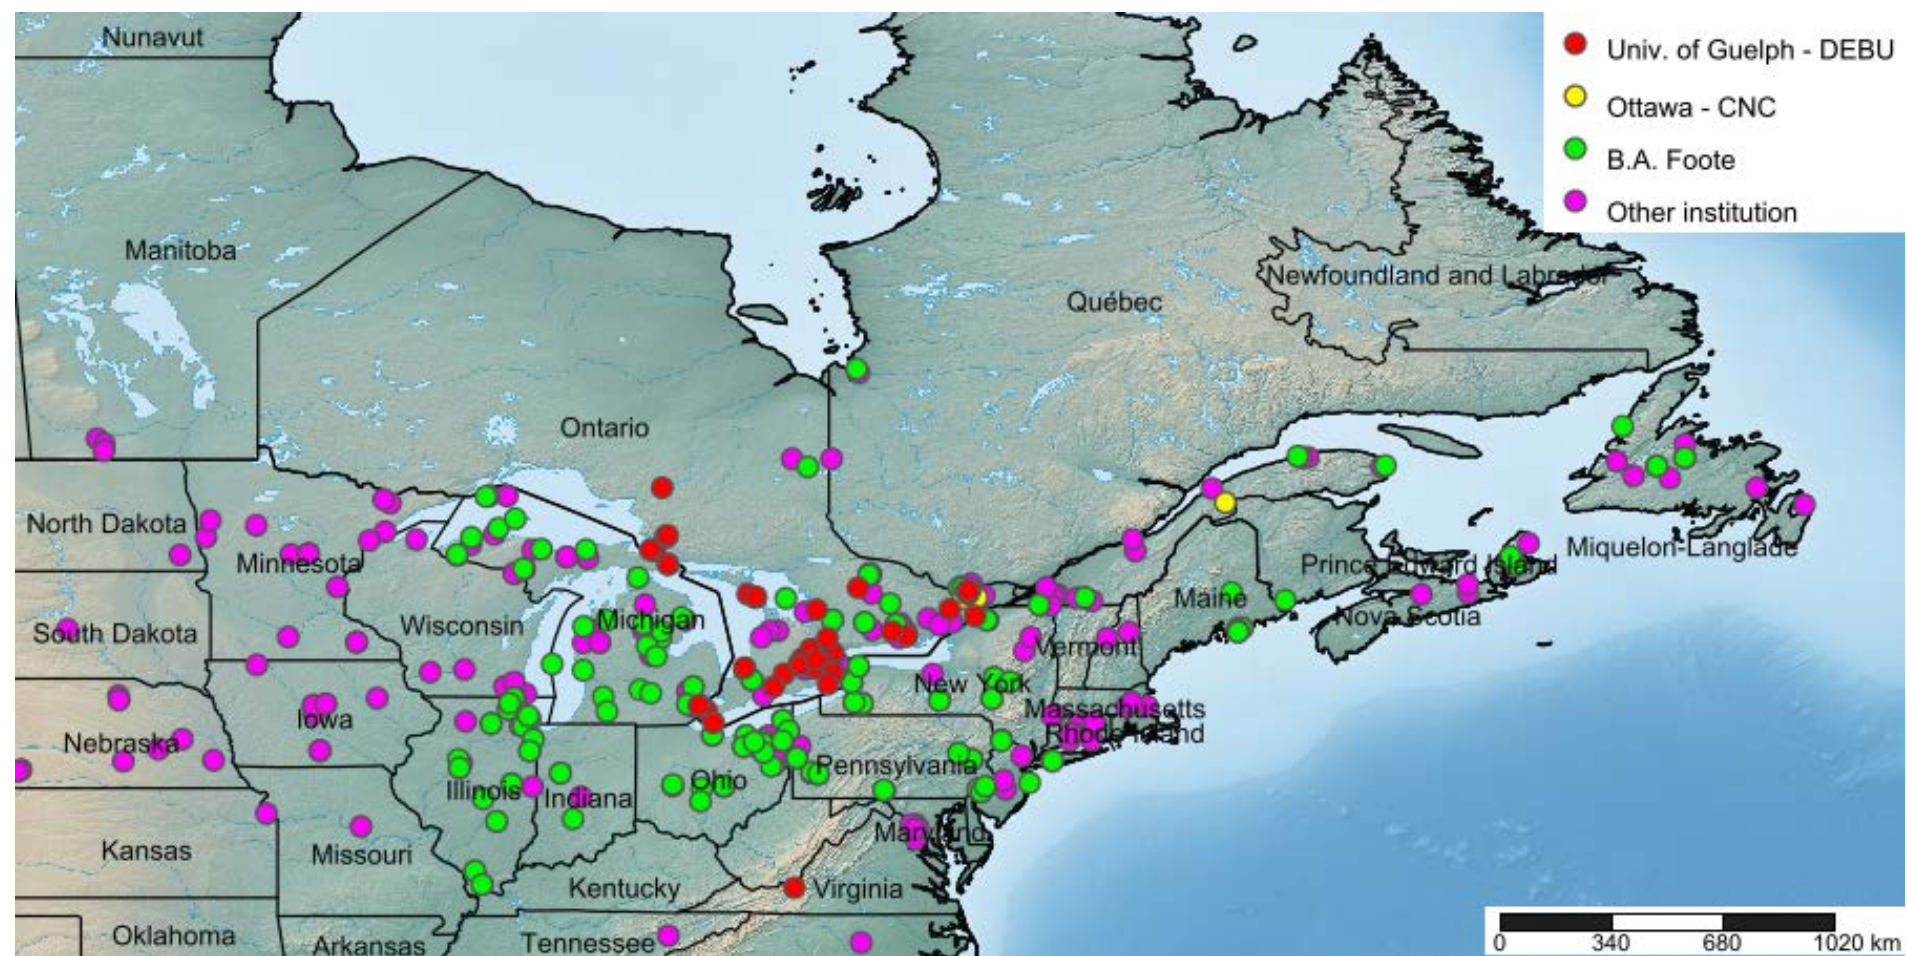 Nunavut
Univ. of Guelph - DEBU
Ottawa - CNC
B.A. Foote
Other institution
Manitoba
Newfoundland and Labrador
Québec
Ontario
North Dakota
Minnesota
Miquelon-Langlade
Prince Edward Island
Maine
Nova Scotia
South Dakota
Wisconsin
Michigan
Vermont
New York
Massachusetts
Iowa
Rhode Island
Nebraska
Pennsylvania
Ohio
Illinois
Indiana
Maryland
Kansas
Missouri
Kentucky
Virginia
Oklahoma
Arkansas
Tennessee
0 340 680 1020 km